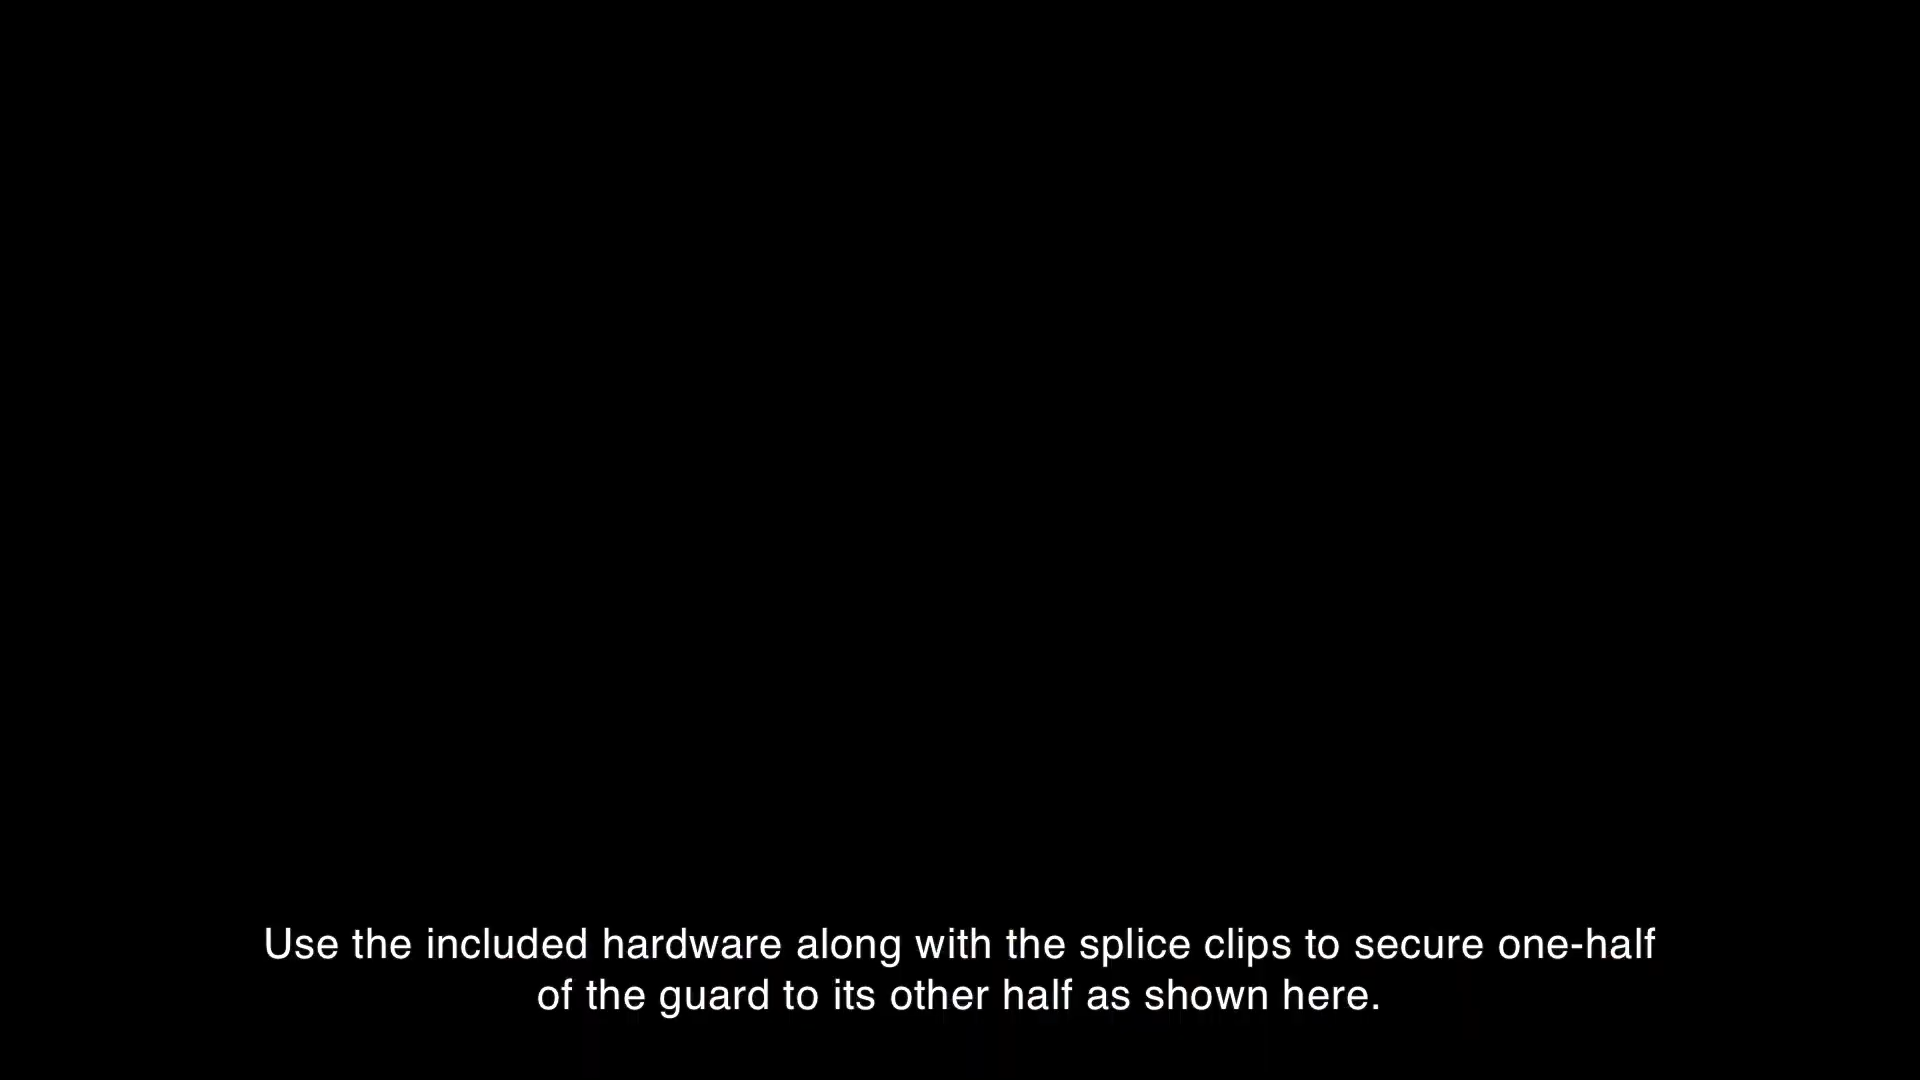 Use the included hardware along with the splice clips to secure one-half
of the guard to its other half as shown here.